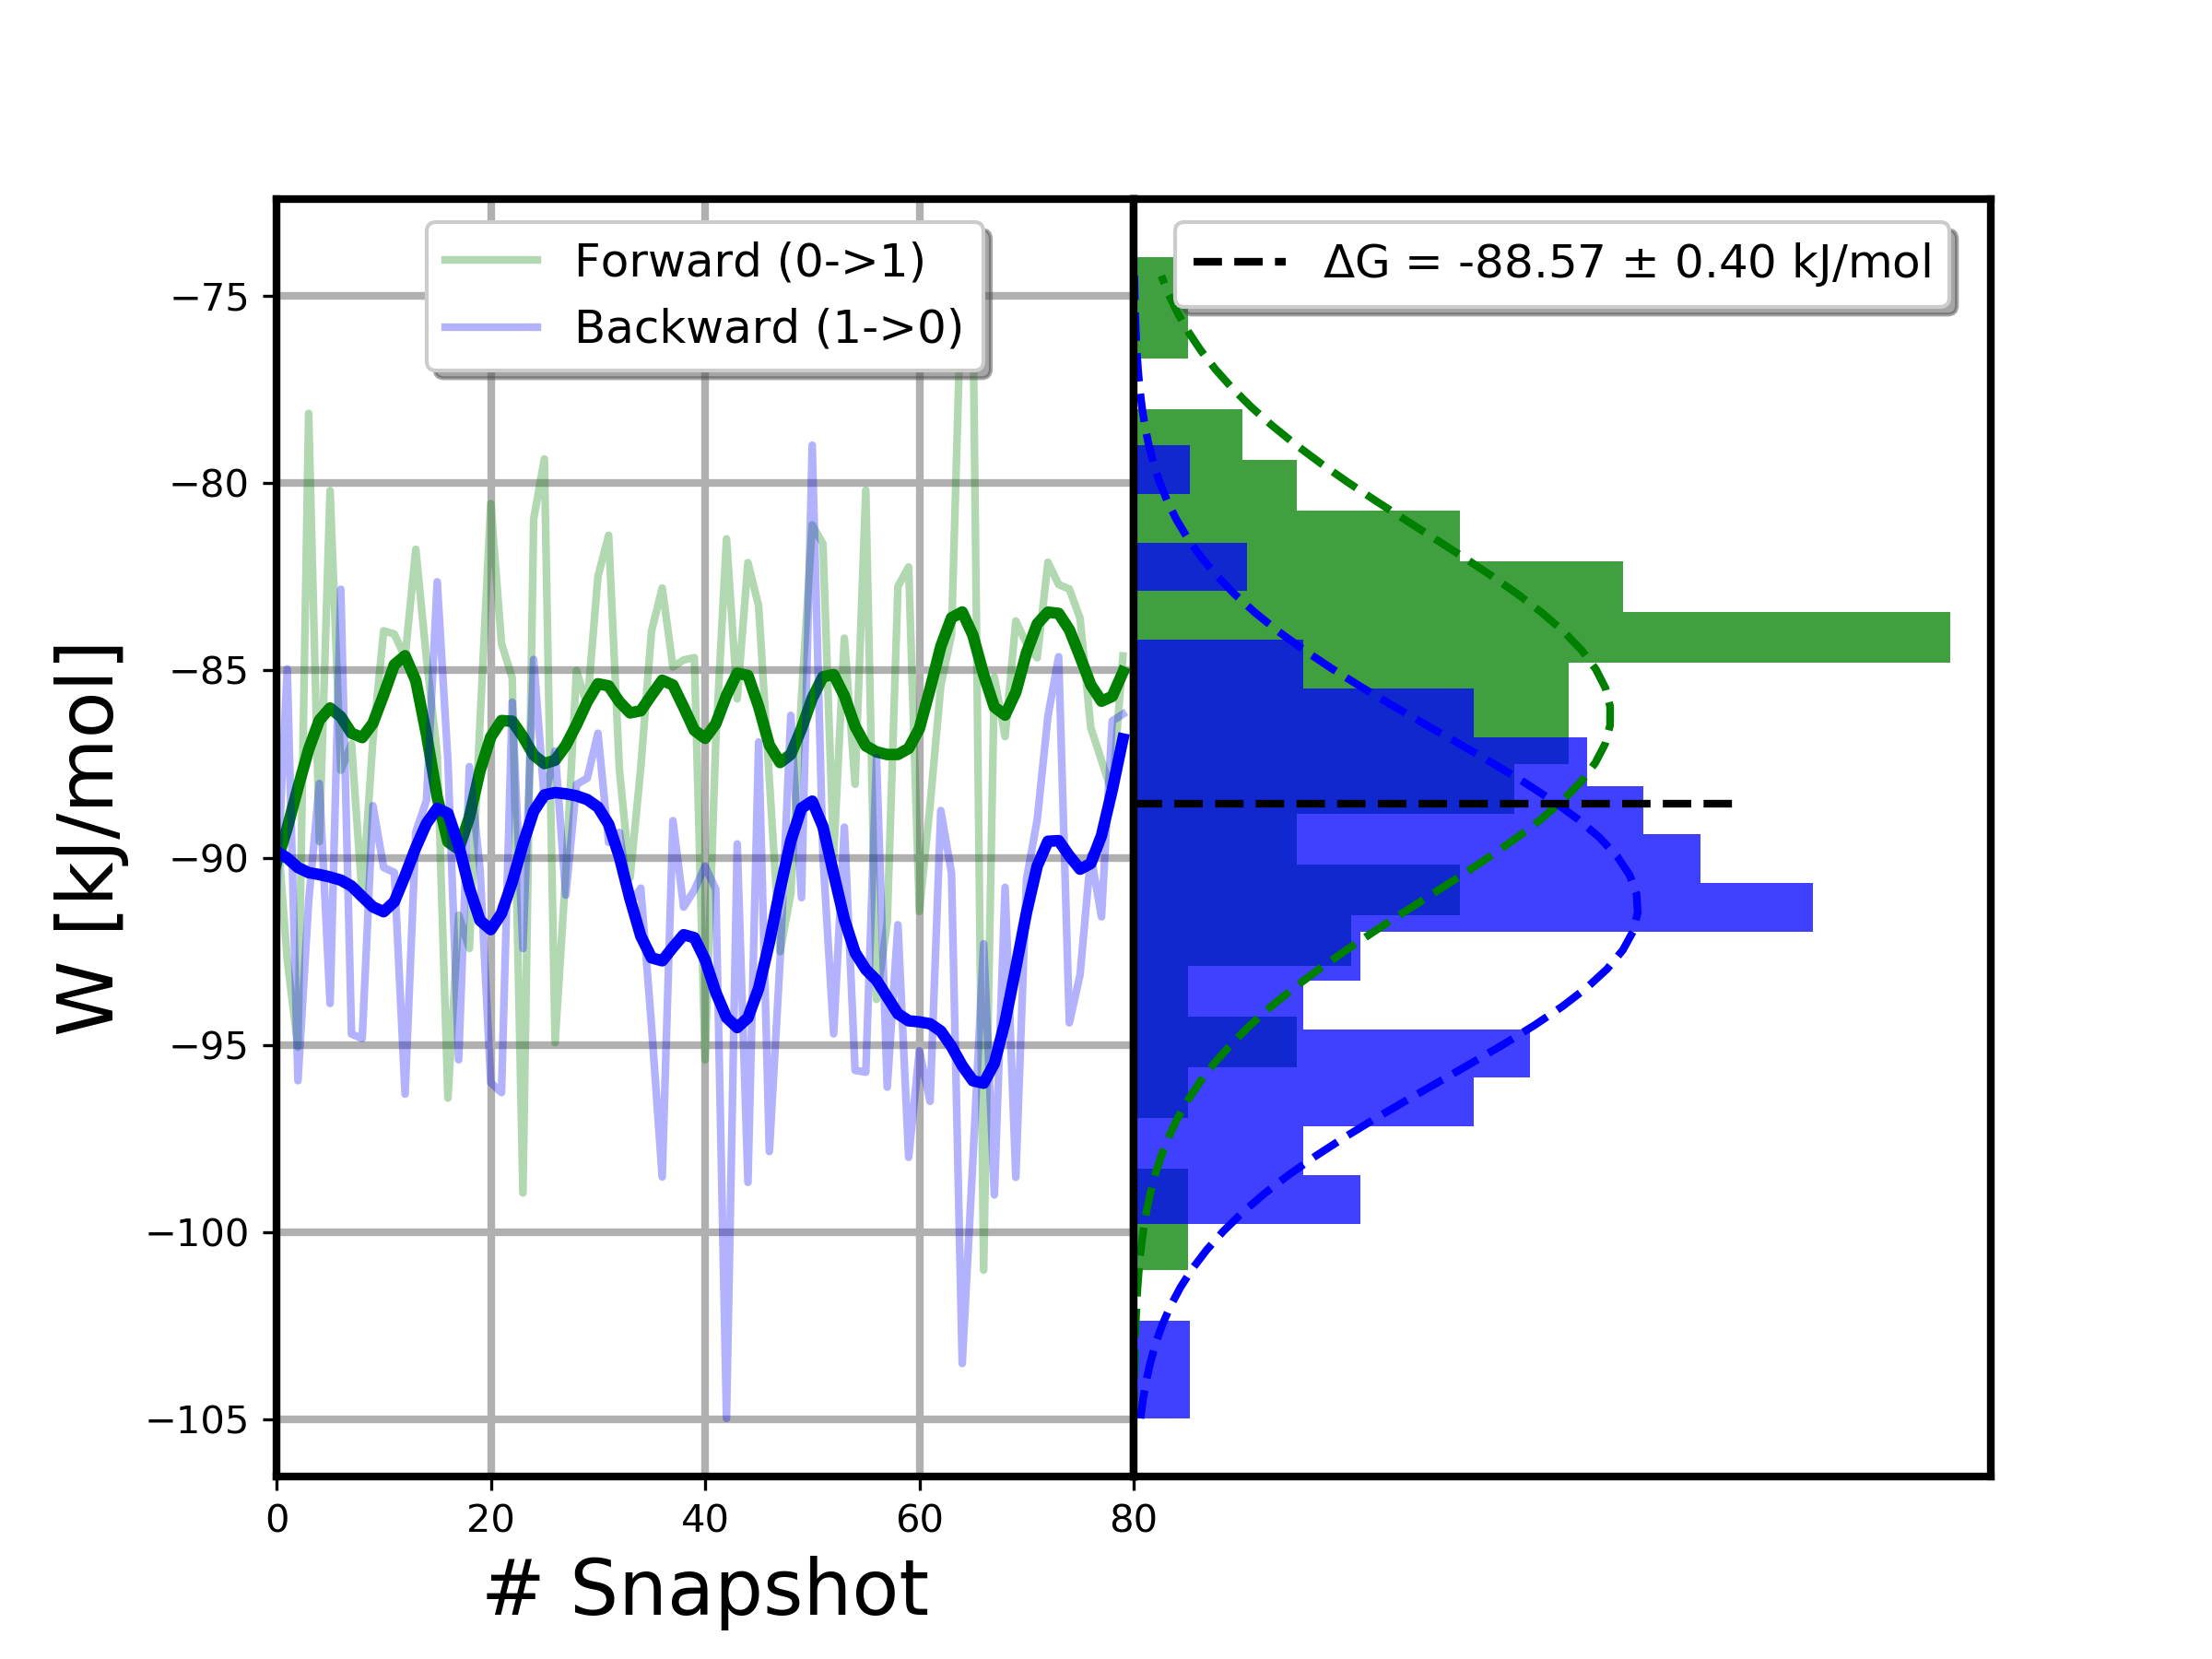 Forward (0->1)
Backward (1->0)
ΔG = -88.57 ± 0.40 kJ/mol
W [kJ/mol]
−75
−80
−85
−90
−95
−100
−105
0 20 40 60 80
# Snapshot